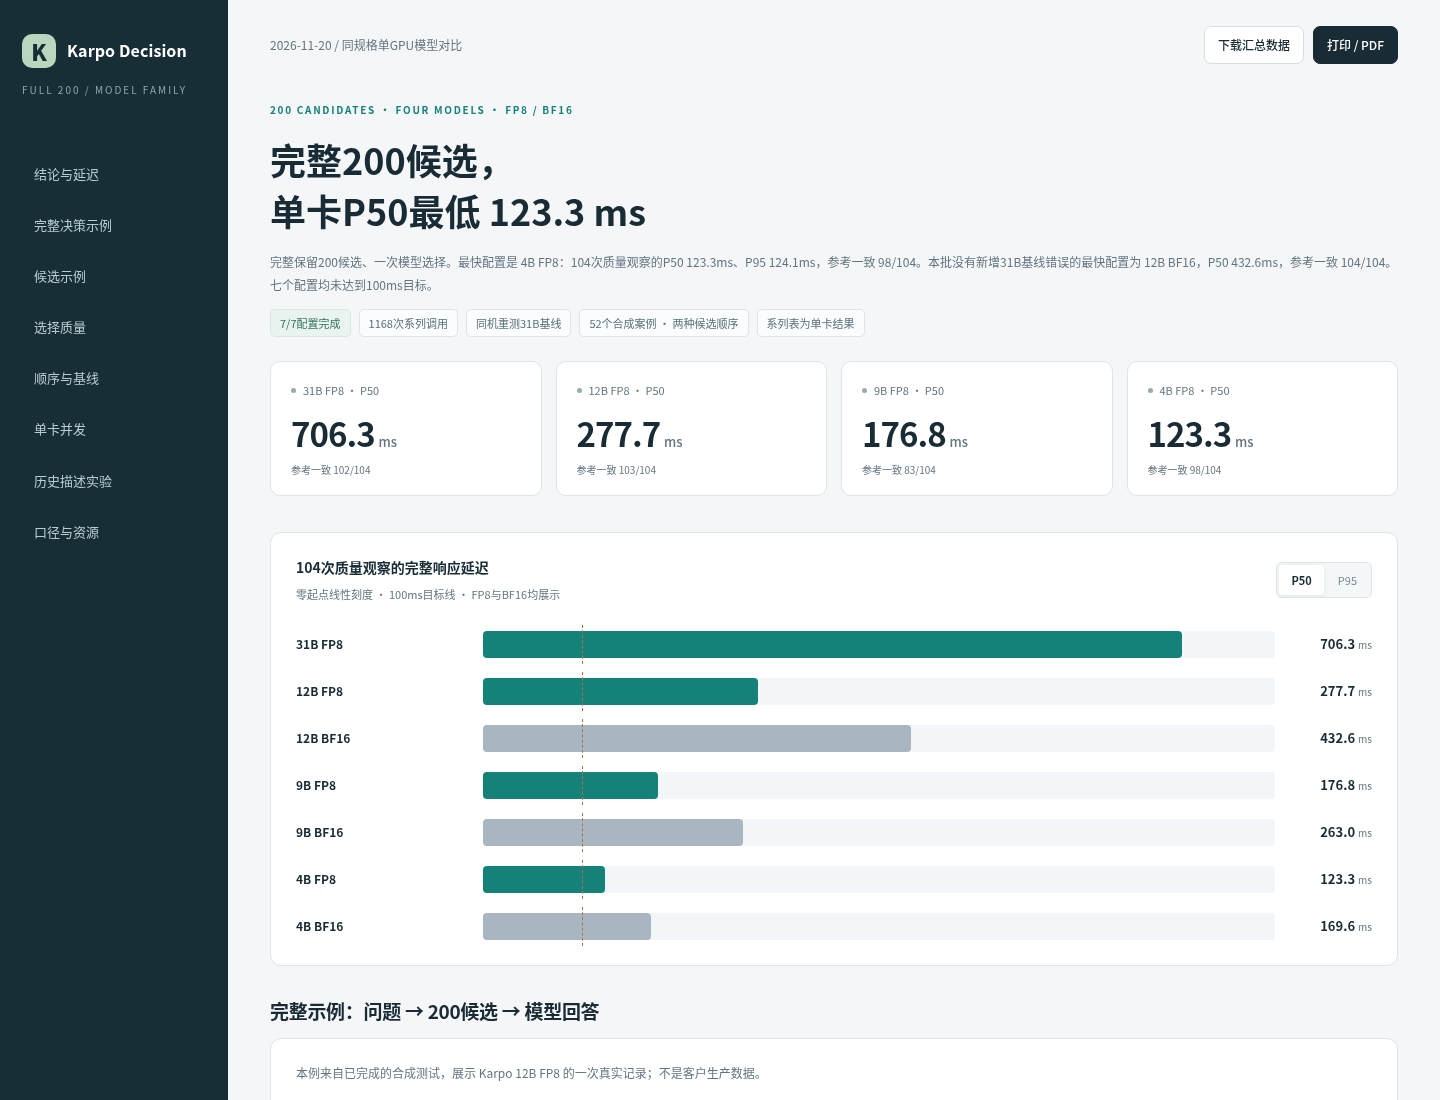 K Karpo Decision
FULL 200 / MODEL FAMILY
结论与延迟
完整决策示例
候选示例
选择质量
顺序与基线
单卡并发
历史描述实验
口径与资源
2026-11-20 / 同规格单GPU模型对比
下载汇总数据
打印 / PDF
200 CANDIDATES · FOUR MODELS · FP8 / BF16
完整200候选，
单卡P50最低 123.3 ms
完整保留200候选、一次模型选择。最快配置是 4B FP8：104次质量观察的P50 123.3ms、P95 124.1ms，参考一致 98/104。本批没有新增31B基线错误的最快配置为 12B BF16，P50 432.6ms，参考一致 104/104。
七个配置均未达到100ms目标。
7/7配置完成
1168次系列调用
同机重测31B基线
52个合成案例 · 两种候选顺序
系列表为单卡结果
31B FP8 · P50
706.3 ms
参考一致 102/104
12B FP8 · P50
277.7 ms
参考一致 103/104
9B FP8 · P50
176.8 ms
参考一致 83/104
4B FP8 · P50
123.3 ms
参考一致 98/104
104次质量观察的完整响应延迟
零起点线性刻度 · 100ms目标线 · FP8与BF16均展示
P50 P95
31B FP8 706.3 ms
12B FP8 277.7 ms
12B BF16 432.6 ms
9B FP8 176.8 ms
9B BF16 263.0 ms
4B FP8 123.3 ms
4B BF16 169.6 ms
完整示例：问题 → 200候选 → 模型回答
本例来自已完成的合成测试，展示 Karpo 12B FP8 的一次真实记录；不是客户生产数据。